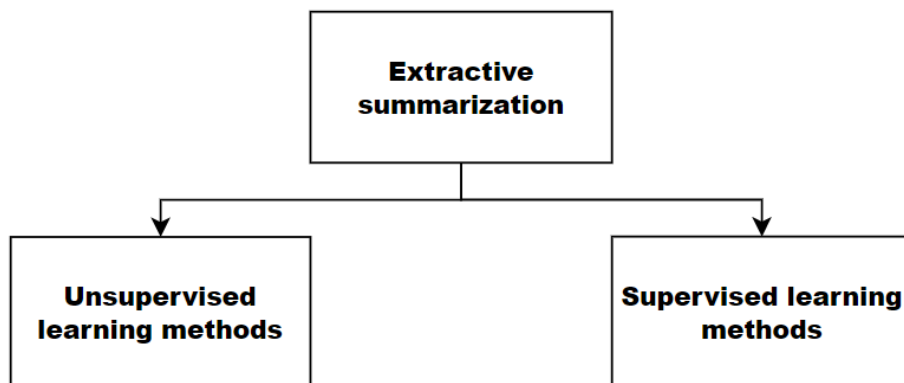 Extractive
summarization
Unsupervised
learning methods
Supervised learning
methods